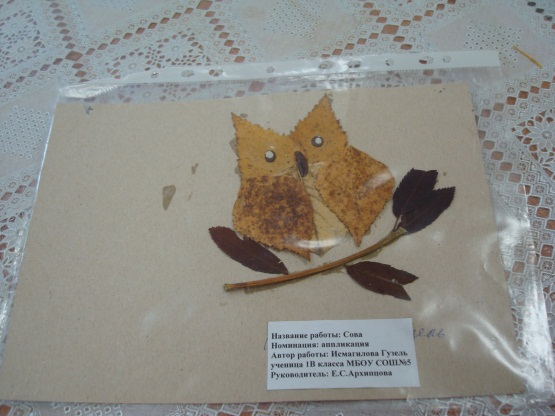 Название работы: Сова
Номинация: аппликация
Автор работы: Исмагилова Гузель
ученица 1В класса МБОУ СОШ№5
Руководитель: Е.С.Архипцова